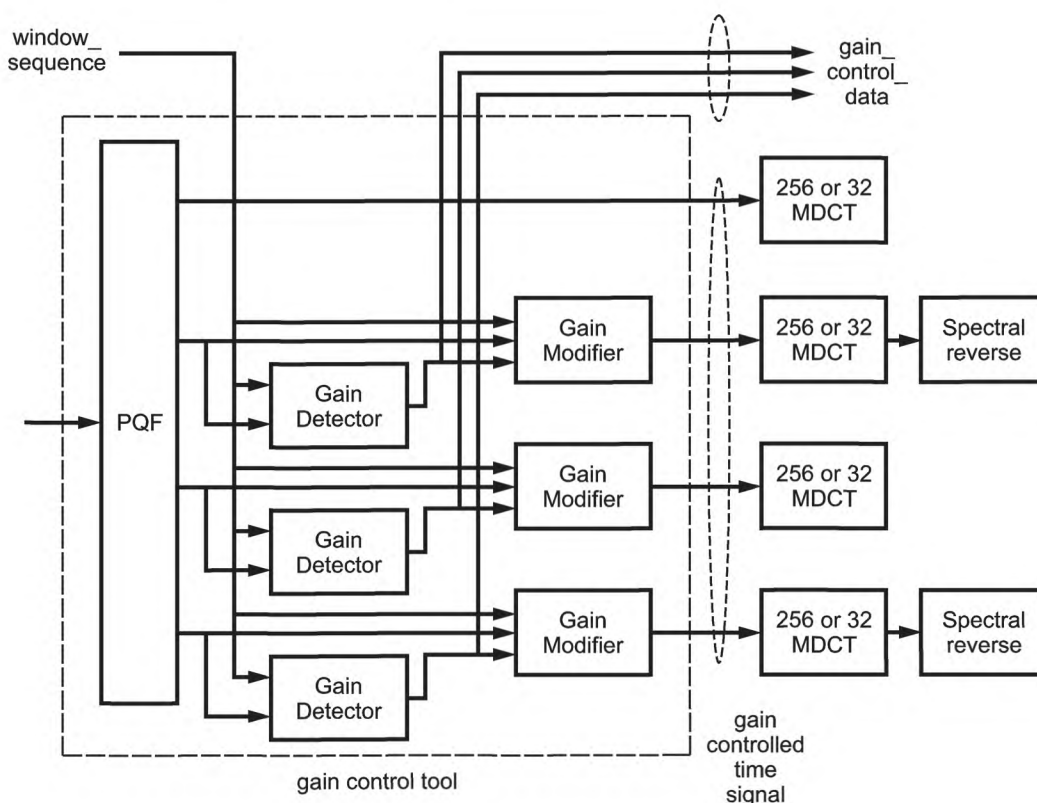 window_
sequence
gain_
control_
data
256 or 32
MDCT
Gain
Modifier
256 or 32
MDCT
Spectral
reverse
Gain
Detector
PQF
Gain
Modifier
256 or 32
MDCT
Gain
Detector
Gain
Modifier
256 or 32
MDCT
Spectral
reverse
Gain
Detector
gain control tool
gain
controlled
time
signal